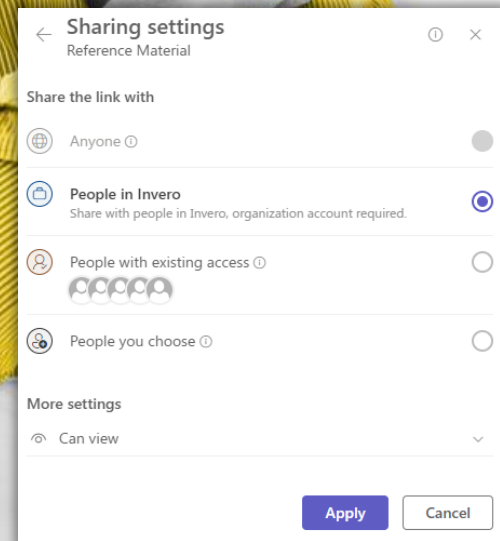 Sharing settings
Reference Material
Share the link with
Anyone
People in Invero
Share with people in Invero, organization account required.
People with existing access
People you choose
More settings
Can view
Apply
Cancel